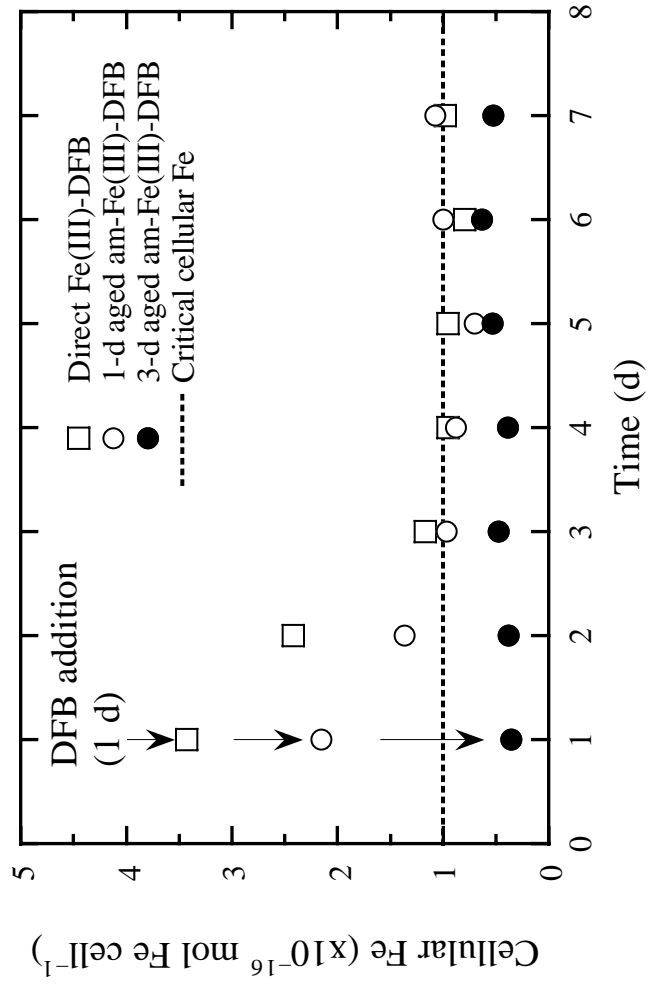 DFB addition
(1 d)
Direct Fe(III)-DFB
1-d aged am-Fe(III)-DFB
3-d aged am-Fe(III)-DFB
Critical cellular Fe
5
4
3
2
1
0
0 1 2 3 4 5 6 7 8
Time (d)
Cellular Fe (x10⁻¹⁶ mol Fe cell⁻¹)